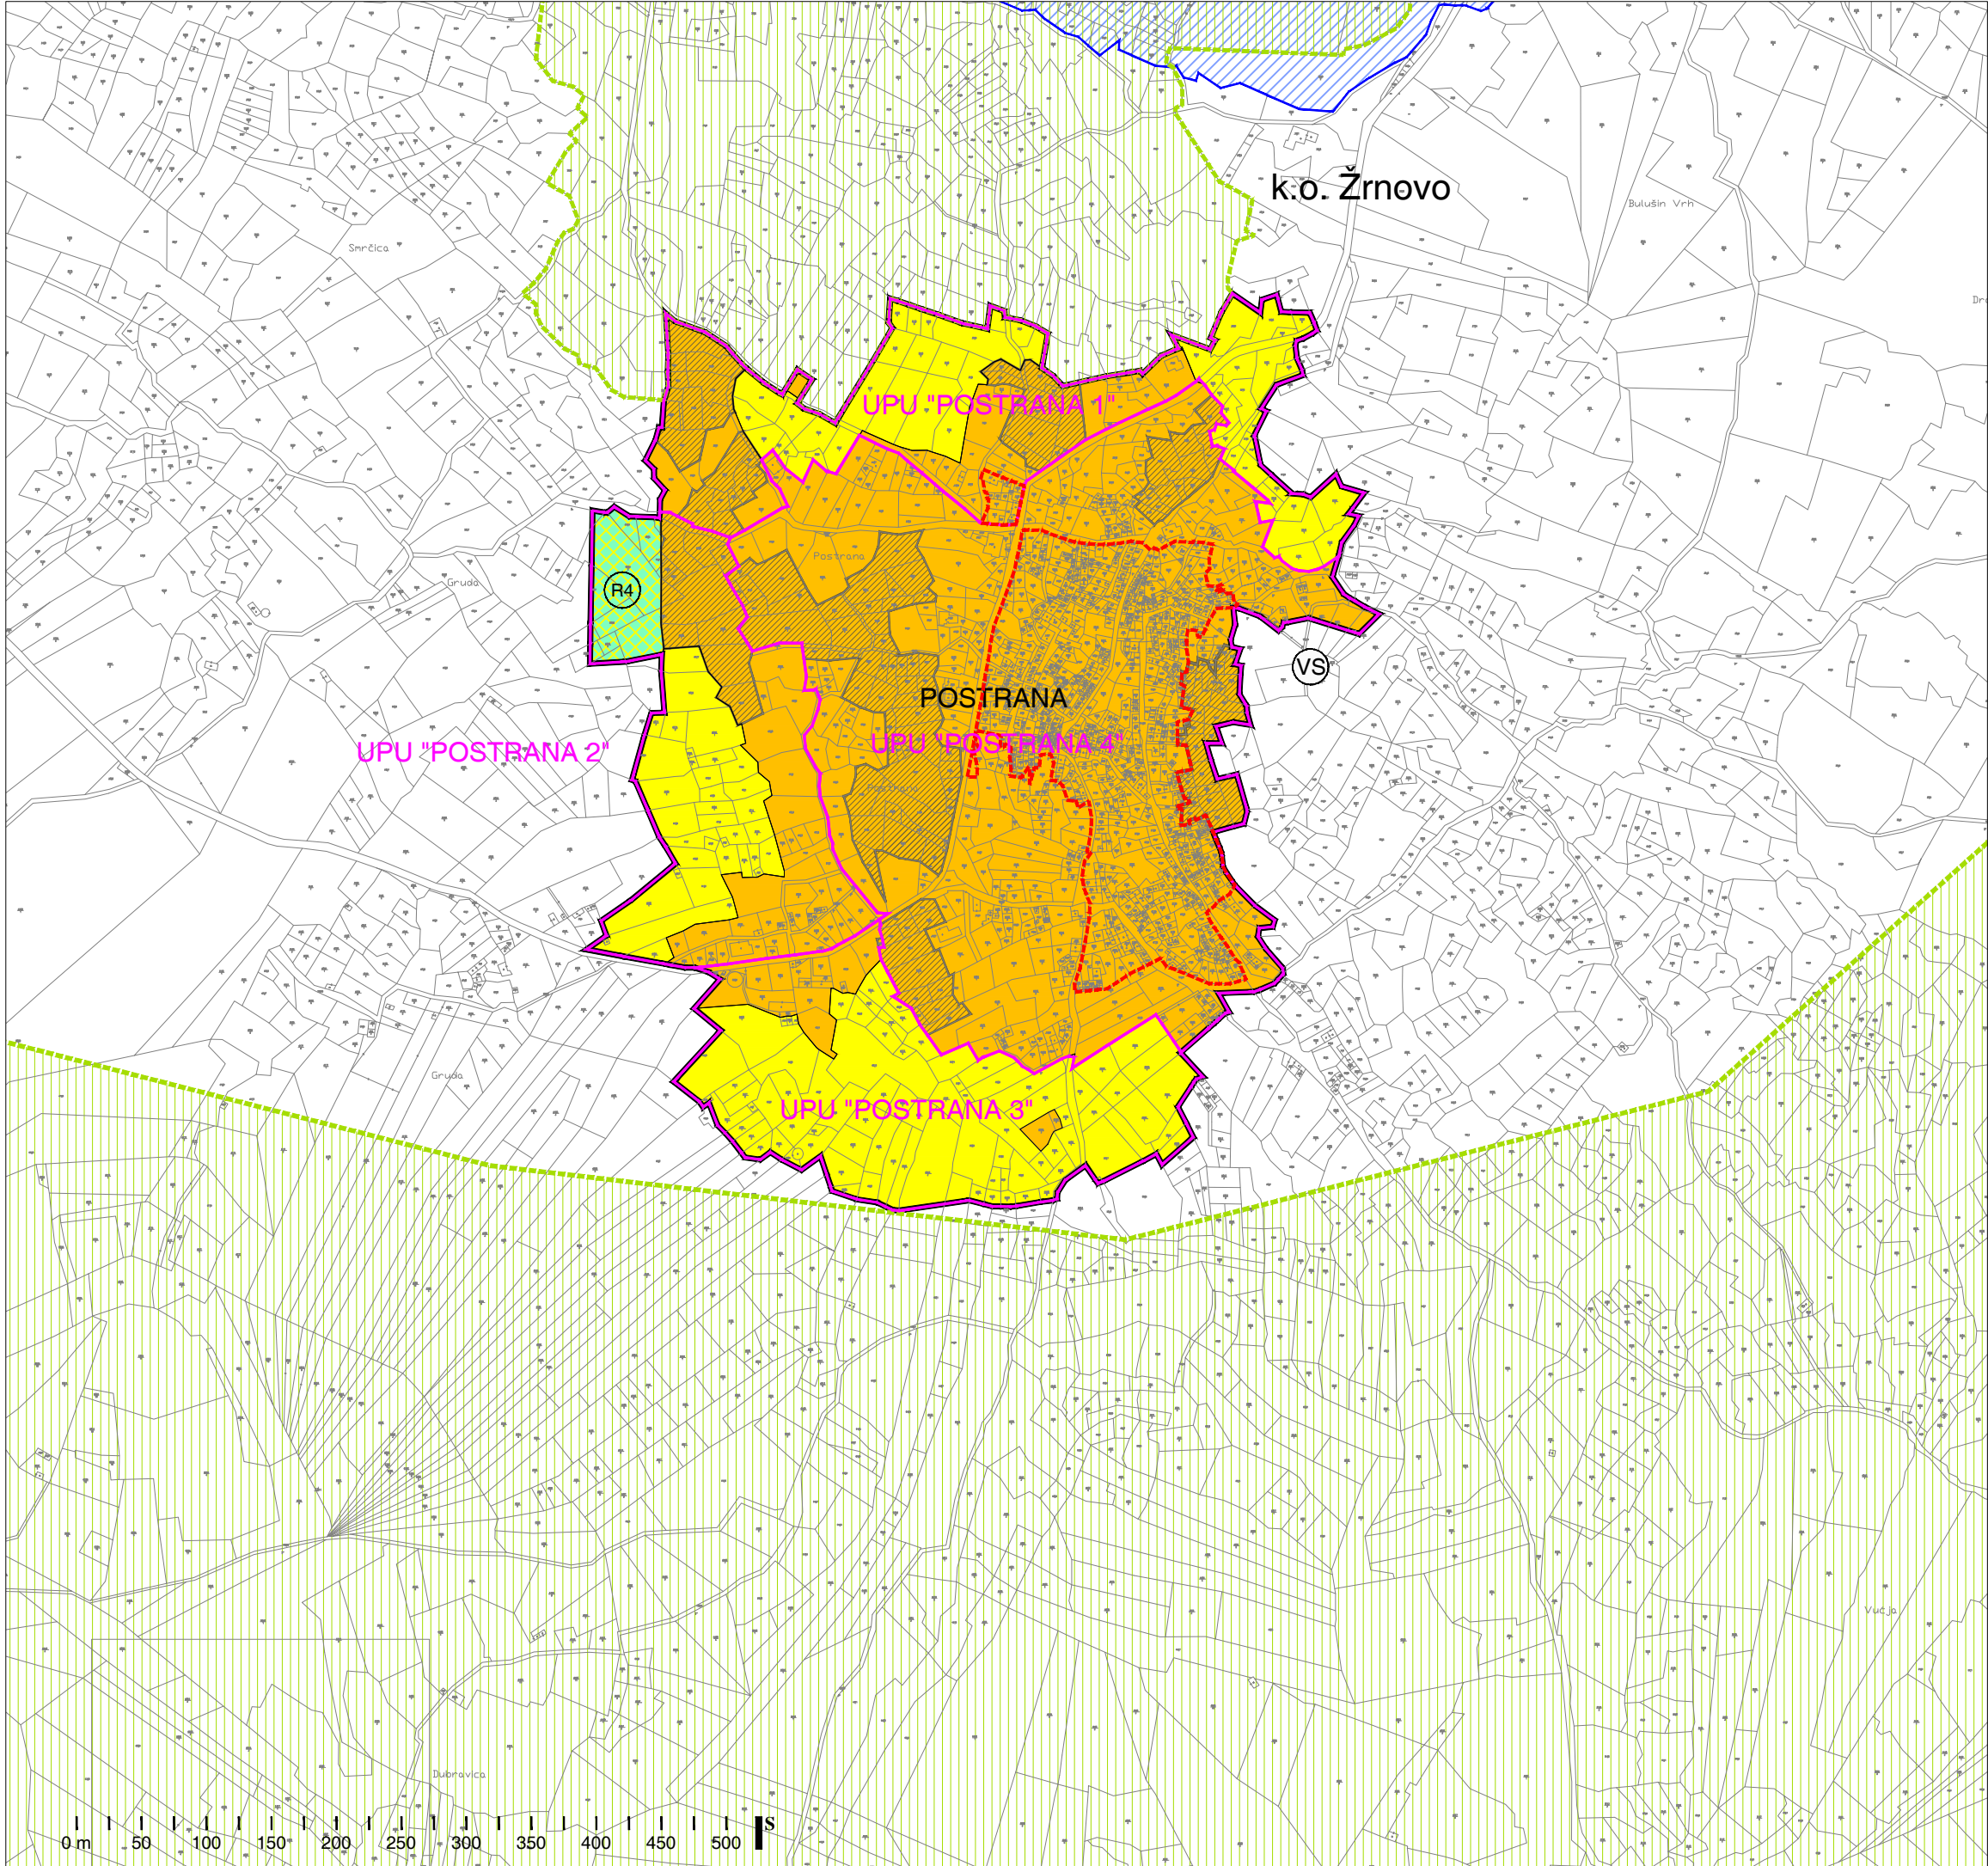 k.o. Žrnovo
Bulušin Vrh
Smrčica
UPU "POSTRANA 1"
Postrana
Gruda
R4
VS
POSTRANA
UPU "POSTRANA 2"
UPU "POSTRANA 4"
Postrana
Gruda
UPU "POSTRANA 3"
Vučja
Dubravica
S
0 m 50 100 150 200 250 300 350 400 450 500